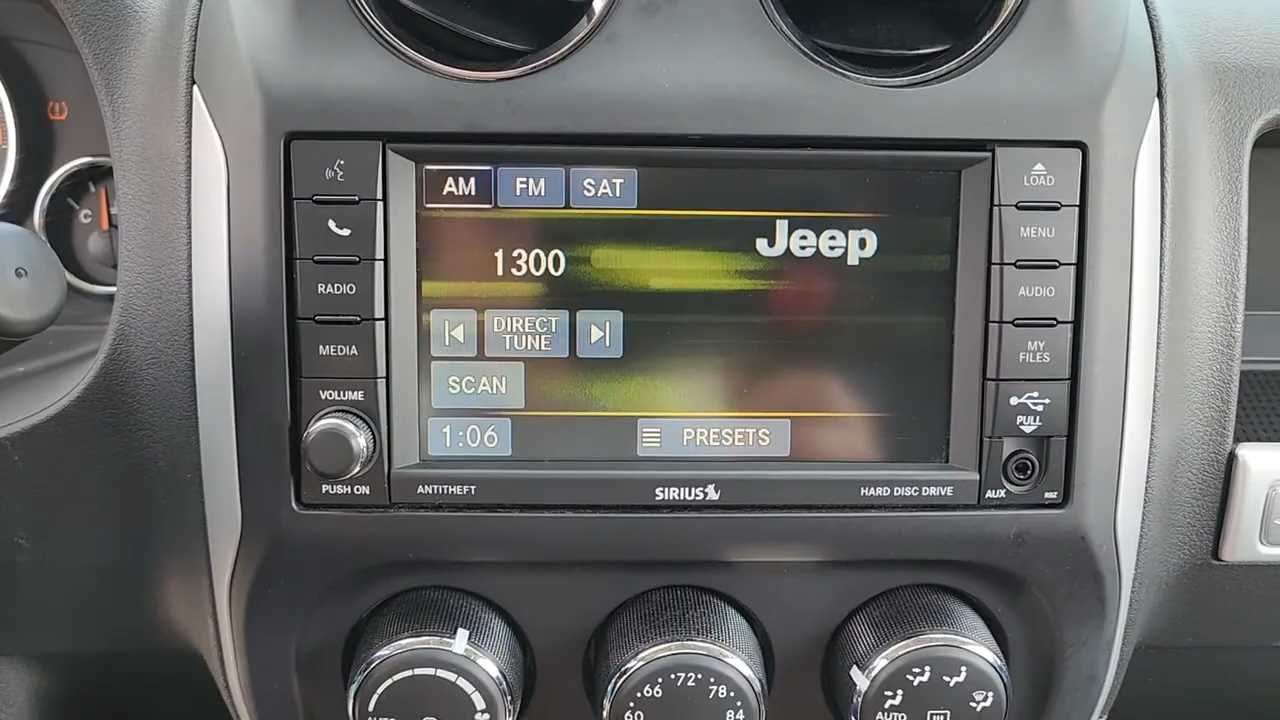 AM FM SAT
Jeep
1300
DIRECT
TUNE
SCAN
1:06 PRESETS
RADIO
MEDIA
VOLUME
PUSH ON
LOAD
MENU
AUDIO
MY
FILES
PULL
AUX RBZ
ANTITHEFT SIRIUS HARD DISC DRIVE
C
60 66 72° 78 84
AUTO
AUTO